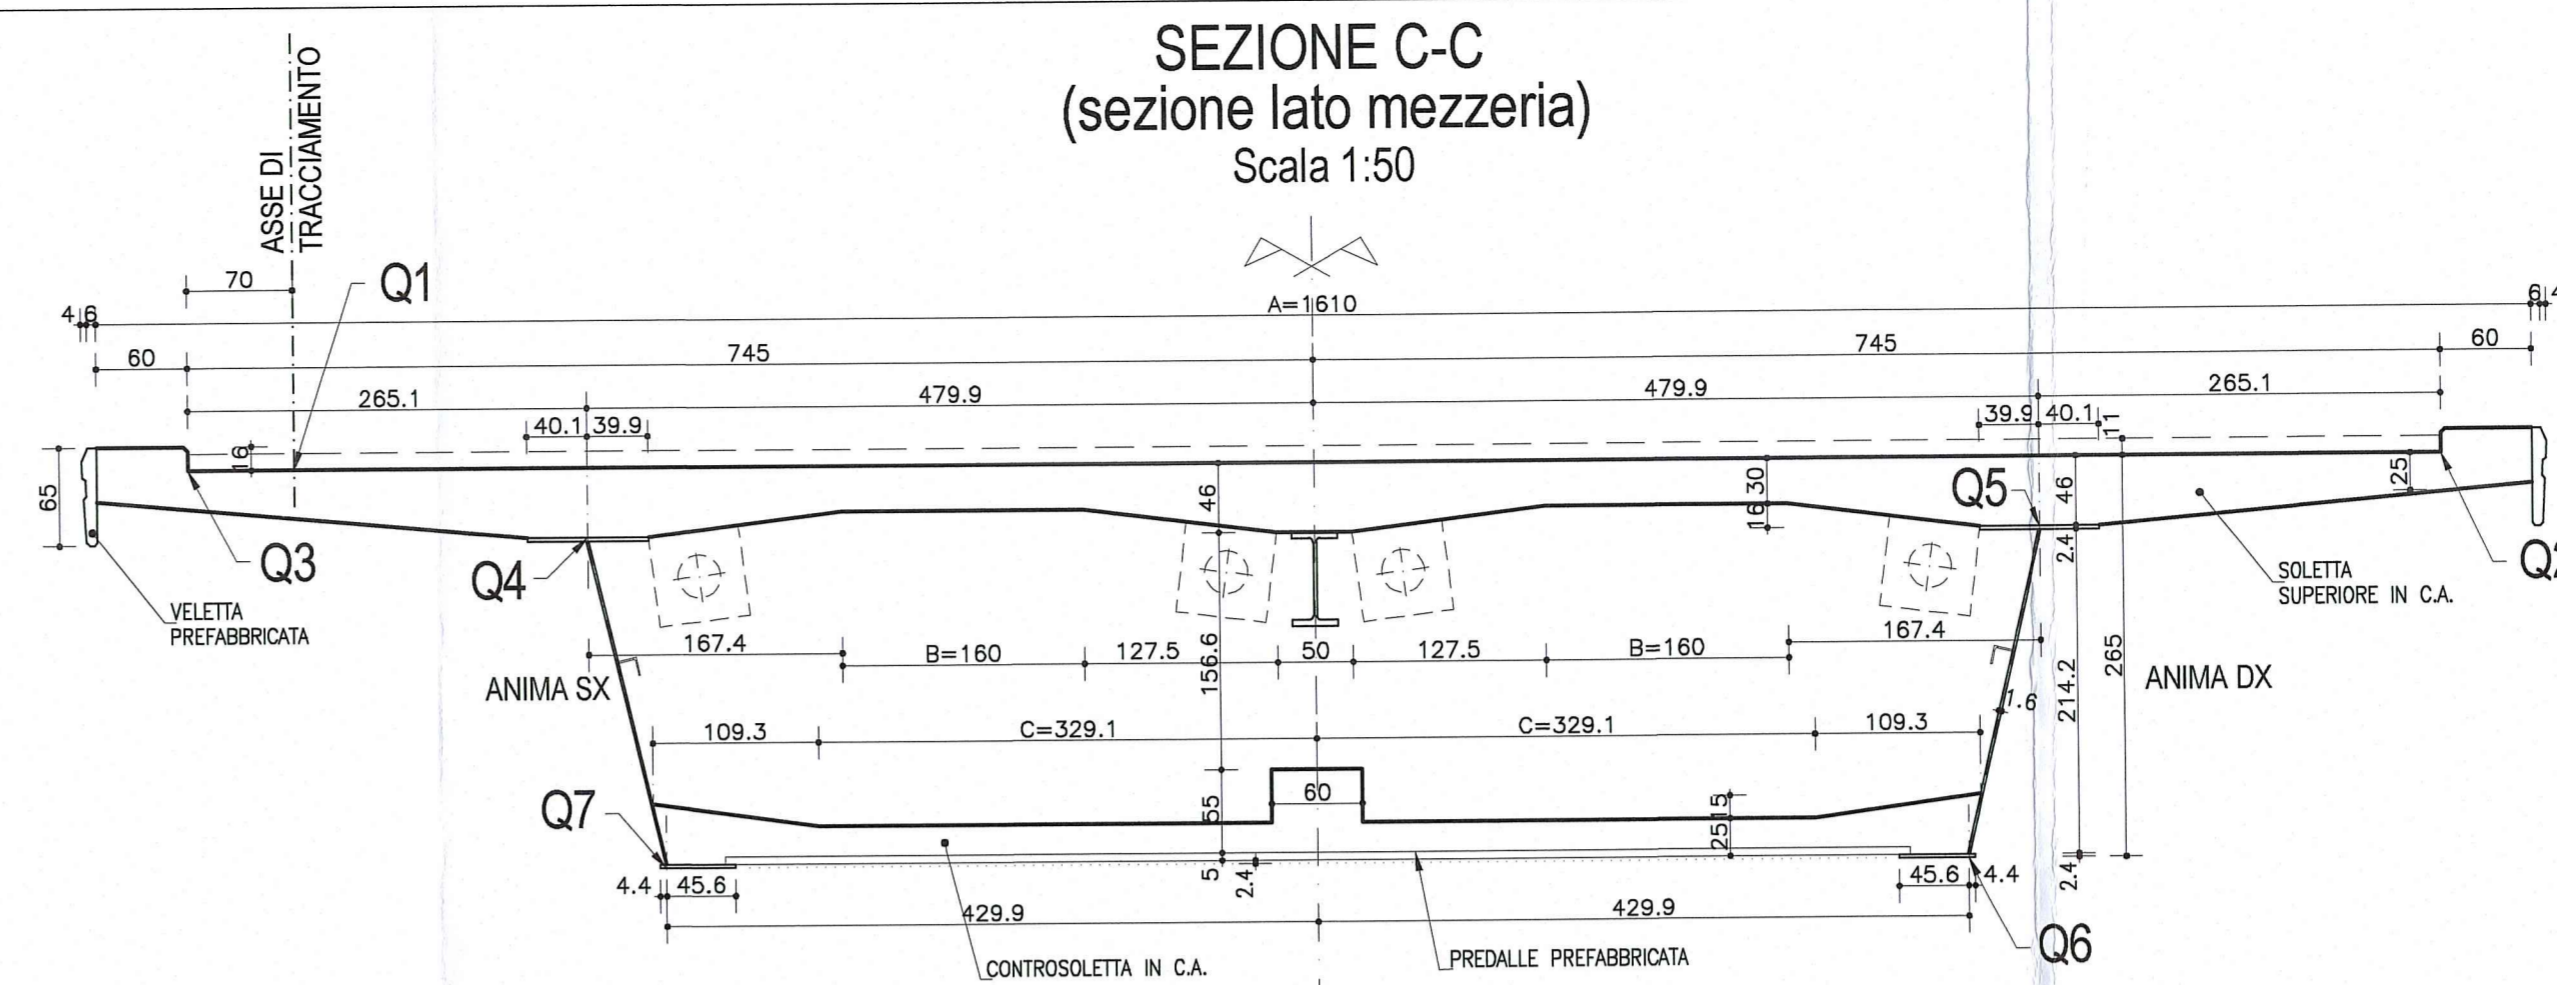 SEZIONE C-C
(sezione lato mezzeria)
Scala 1:50
ASSE DI
TRACCIAMENTO
70
Q1
4 6
A=1610
6 4
60
745
745
60
265.1
479.9
479.9
265.1
40.1 39.9
39.9 40.1
11
16
65
46
30
16
Q5
46
25
2.4
Q3
Q4
VELETTA
PREFABBRICATA
SOLETTA
SUPERIORE IN C.A.
167.4
B=160
127.5
50
127.5
B=160
167.4
156.6
ANIMA SX
265
214.2
ANIMA DX
1.6
109.3
C=329.1
C=329.1
109.3
Q7
55
60
15
25
5
2.4
2.4
4.4
45.6
45.6
4.4
429.9
429.9
Q6
CONTROSOLETTA IN C.A.
PREDALLE PREFABBRICATA